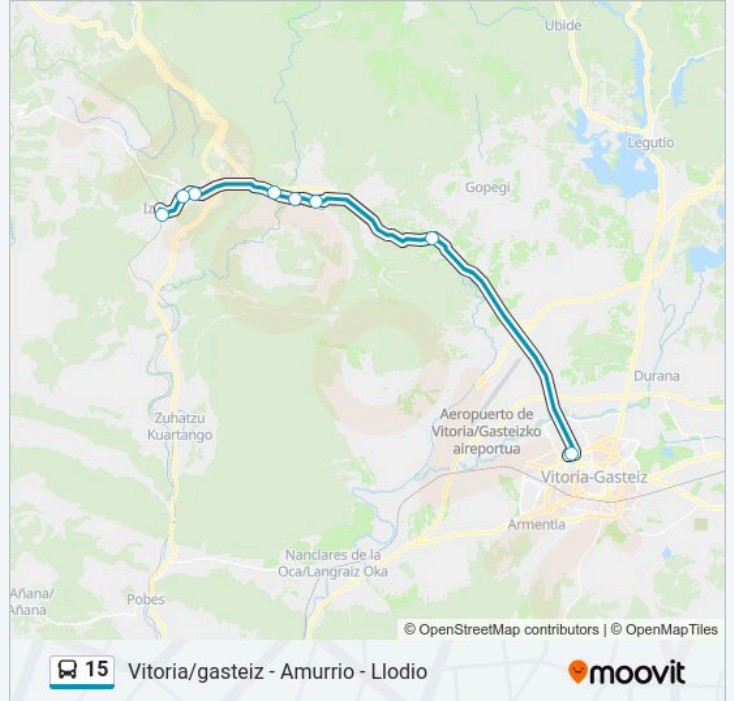 Ubide
Legutio
Gopegi
Iz
Durana
Aeropuerto de
Vitoria/Gasteizko
aireportua
Zuhatzu
Kuartango
Vitoria-Gasteiz
Armentia
Nanclares de la
Oca/Langraiz Oka
Añana/
Añana
Pobes
© OpenStreetMap contributors | © OpenMapTiles
15 Vitoria/gasteiz - Amurrio - Llodio
moovit